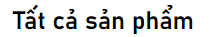 Tất cả sản phẩm